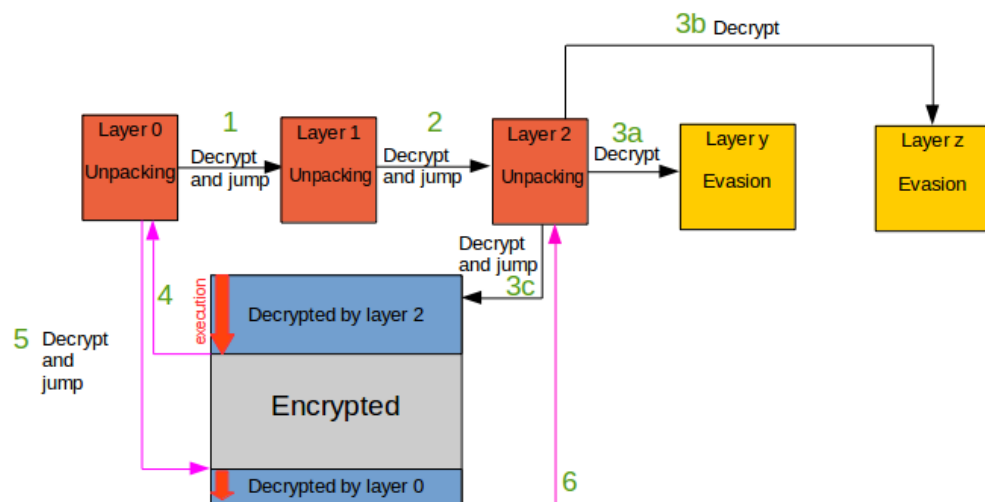 3b Decrypt
Layer 0
Unpacking
1
Decrypt
and jump
Layer 1
Unpacking
2
Decrypt
and jump
Layer 2
Unpacking
3a
Decrypt
Layer y
Evasion
Layer z
Evasion
Decrypt
and jump
3c
4
execution
Decrypted by layer 2
5 Decrypt
and
jump
Encrypted
Decrypted by layer 0
6